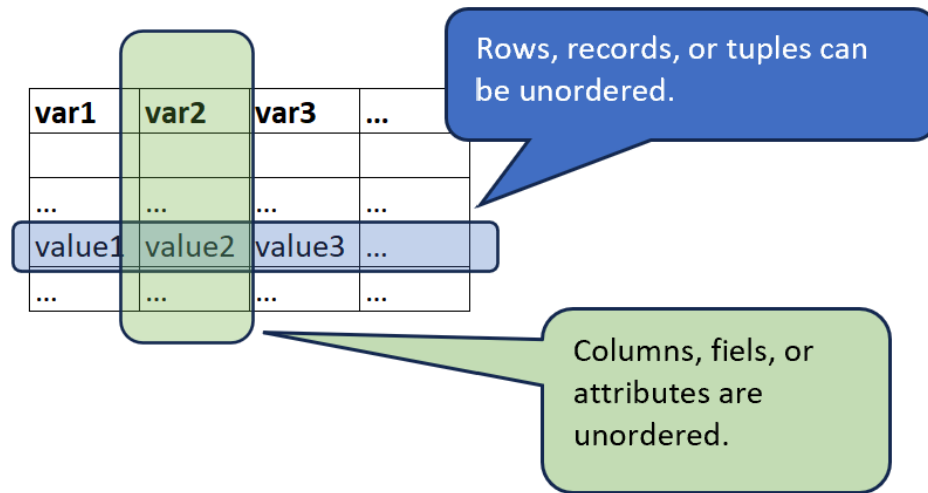 Rows, records, or tuples can
be unordered.
var1 var2 var3 ...
... ... ... ...
value1 value2 value3 ...
... ... ... ...
Columns, fiels, or
attributes are
unordered.